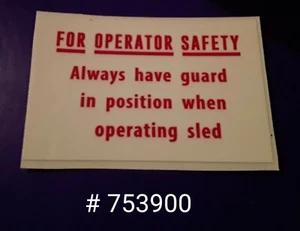 FOR OPERATOR SAFETY
Always have guard
in position when
operating sled
# 753900